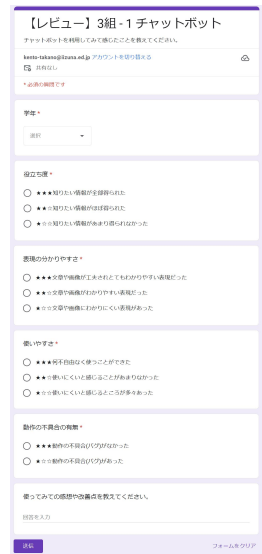 【レビュー】3組 - 1 チャットボット
チャットボットを利用してみて感じたことを教えてください。
kento-takano@iizuna.ed.jp アカウントを切り替える
共有なし
* 必須の質問です
学年 *
選択
役立ち度 *
★★★知りたい情報が全部得られた
★★☆知りたい情報がほぼ得られた
★☆☆知りたい情報があまり得られなかった
表現の分かりやすさ *
★★★文章や画像が工夫されとてもわかりやすい表現だった
★★☆文章や画像がわかりやすい表現だった
★☆☆文章や画像にわかりにくい表現があった
使いやすさ *
★★★何不自由なく使うことができた
★★☆使いにくいと感じることがあまりなかった
★☆☆使いにくいと感じるところが多々あった
動作の不具合の有無 *
★★★動作の不具合(バグ)がなかった
★☆☆動作の不具合(バグ)があった
使ってみての感想や改善点を教えてください。
回答を入力
送信
フォームをクリア